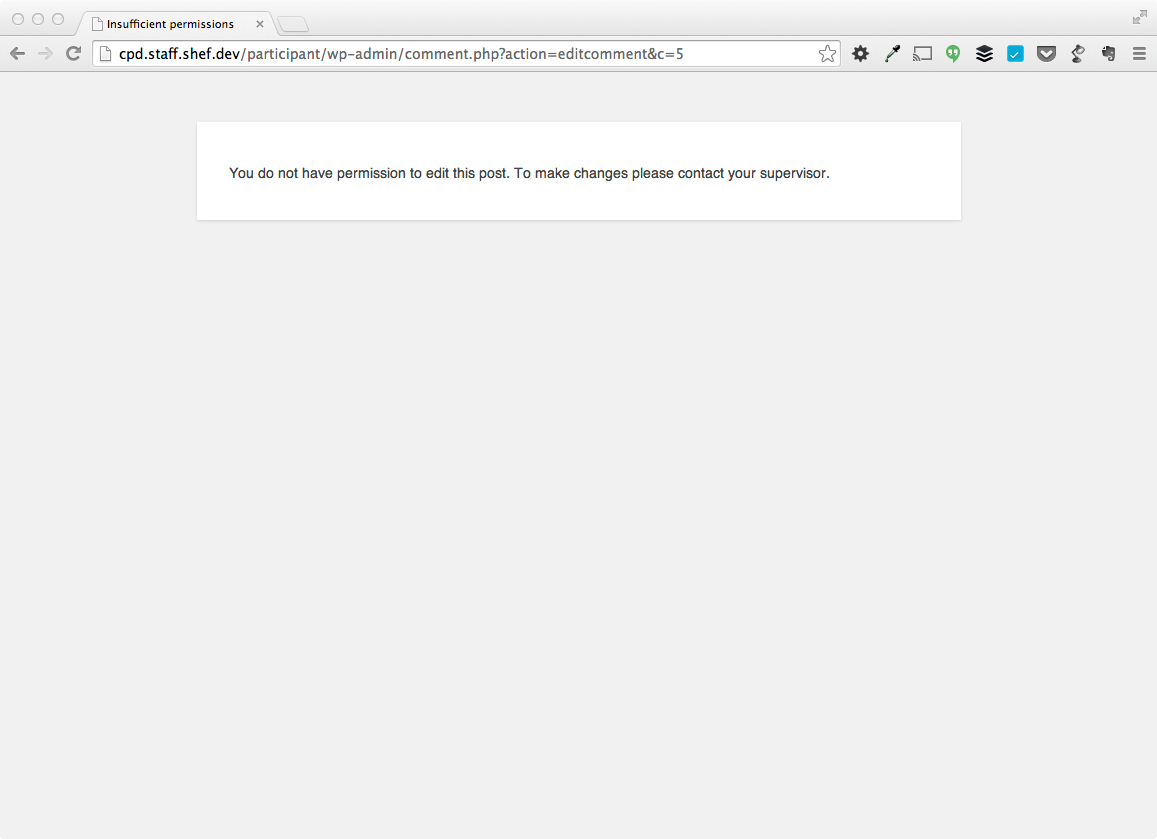 Insufficient permissions
cpd.staff.shef.dev/participant/wp-admin/comment.php?action=editcomment&c=5
You do not have permission to edit this post. To make changes please contact your supervisor.